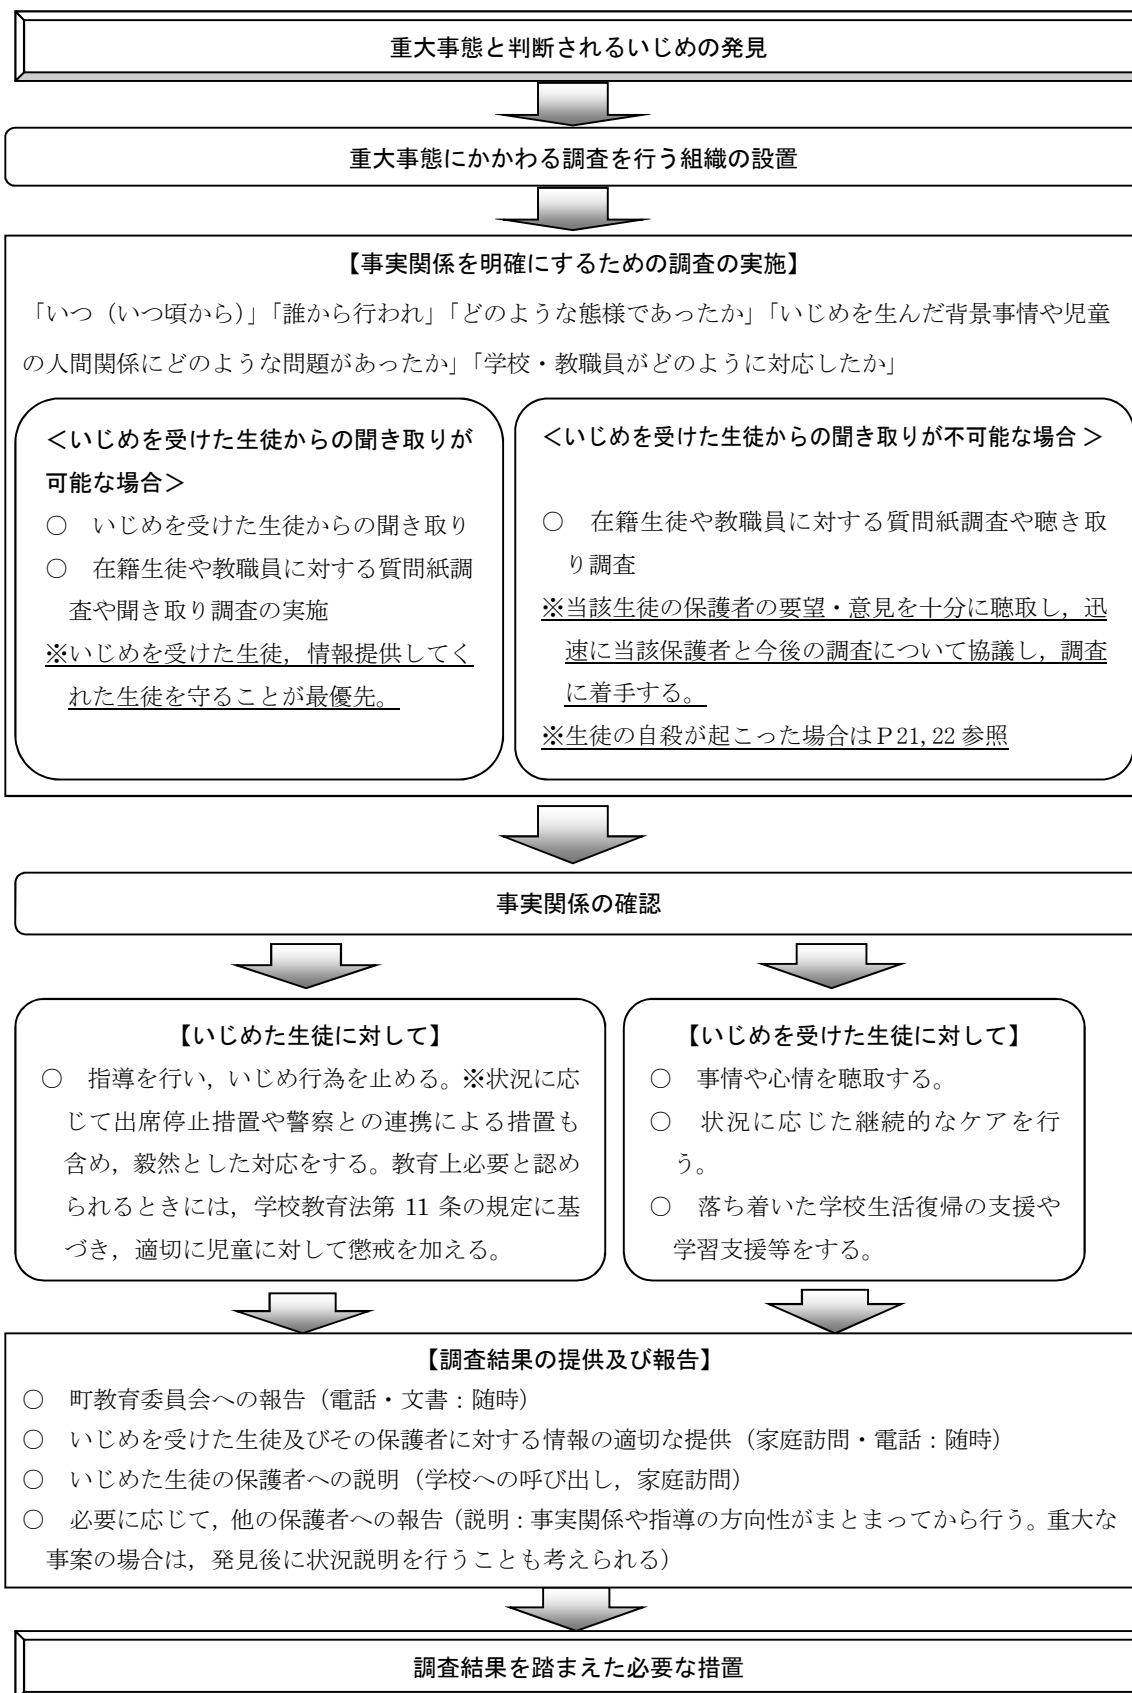 重大事態と判断されるいじめの発見
重大事態にかかわる調査を行う組織の設置
【事実関係を明確にするための調査の実施】
「いつ（いつ頃から）」「誰から行われ」「どのような態様であったか」「いじめを生んだ背景事情や児童
の人間関係にどのような問題があったか」「学校・教職員がどのように対応したか」
＜いじめを受けた生徒からの聞き取りが
可能な場合＞
○　いじめを受けた生徒からの聞き取り
○　在籍生徒や教職員に対する質問紙調
査や聞き取り調査の実施
※いじめを受けた生徒，情報提供してく
れた生徒を守ることが最優先。
＜いじめを受けた生徒からの聞き取りが不可能な場合 ＞
○　在籍生徒や教職員に対する質問紙調査や聴き取
り調査
※当該生徒の保護者の要望・意見を十分に聴取し，迅
速に当該保護者と今後の調査について協議し，調査
に着手する。
※生徒の自殺が起こった場合はＰ21, 22 参照
事実関係の確認
【いじめた生徒に対して】
○　指導を行い，いじめ行為を止める。※状況に応
じて出席停止措置や警察との連携による措置も
含め，毅然とした対応をする。教育上必要と認め
られるときには，学校教育法第 11 条の規定に基
づき，適切に児童に対して懲戒を加える。
【いじめを受けた生徒に対して】
○　事情や心情を聴取する。
○　状況に応じた継続的なケアを行
う。
○　落ち着いた学校生活復帰の支援や
学習支援等をする。
【調査結果の提供及び報告】
○　町教育委員会への報告（電話・文書：随時）
○　いじめを受けた生徒及びその保護者に対する情報の適切な提供（家庭訪問・電話：随時）
○　いじめた生徒の保護者への説明（学校への呼び出し，家庭訪問）
○　必要に応じて，他の保護者への報告（説明：事実関係や指導の方向性がまとまってから行う。重大な
事案の場合は，発見後に状況説明を行うことも考えられる）
調査結果を踏まえた必要な措置